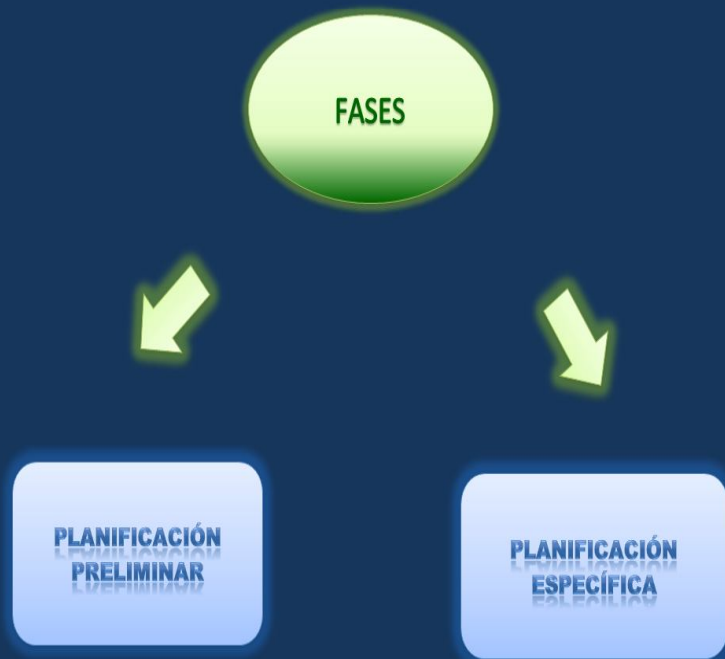 FASES
PLANIFICACIÓN
PRELIMINAR
PLANIFICACIÓN
ESPECÍFICA